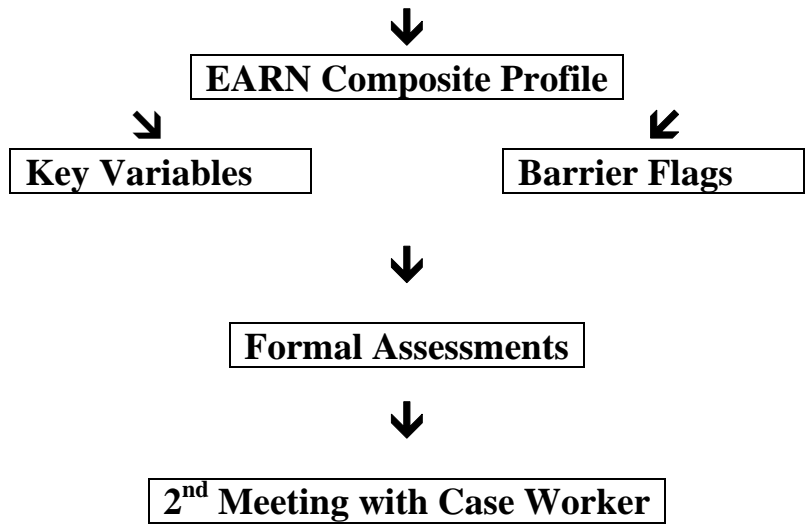 EARN Composite Profile
Key Variables
Barrier Flags
Formal Assessments
2nd Meeting with Case Worker